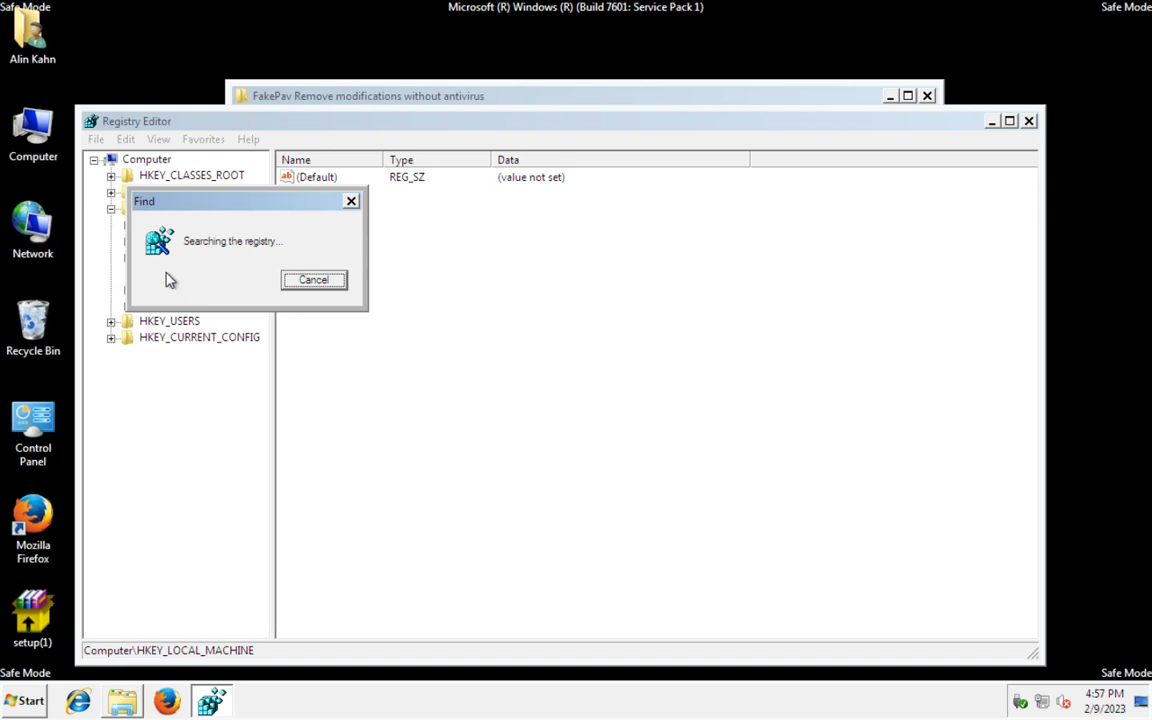 Safe Mode
Microsoft (R) Windows (R) (Build 7601: Service Pack 1)
Safe Mode
Alin Kahn
Computer
Network
Recycle Bin
Control
Panel
Mozilla
Firefox
setup(1)
FakePav Remove modifications without antivirus
Registry Editor
File Edit View Favorites Help
Computer
HKEY_CLASSES_ROOT
HKEY_USERS
HKEY_CURRENT_CONFIG
Name Type Data
ab (Default) REG_SZ (value not set)
Find
Searching the registry...
Cancel
Computer\HKEY_LOCAL_MACHINE
Safe Mode
Safe Mode
Start
4:57 PM
2/9/2023